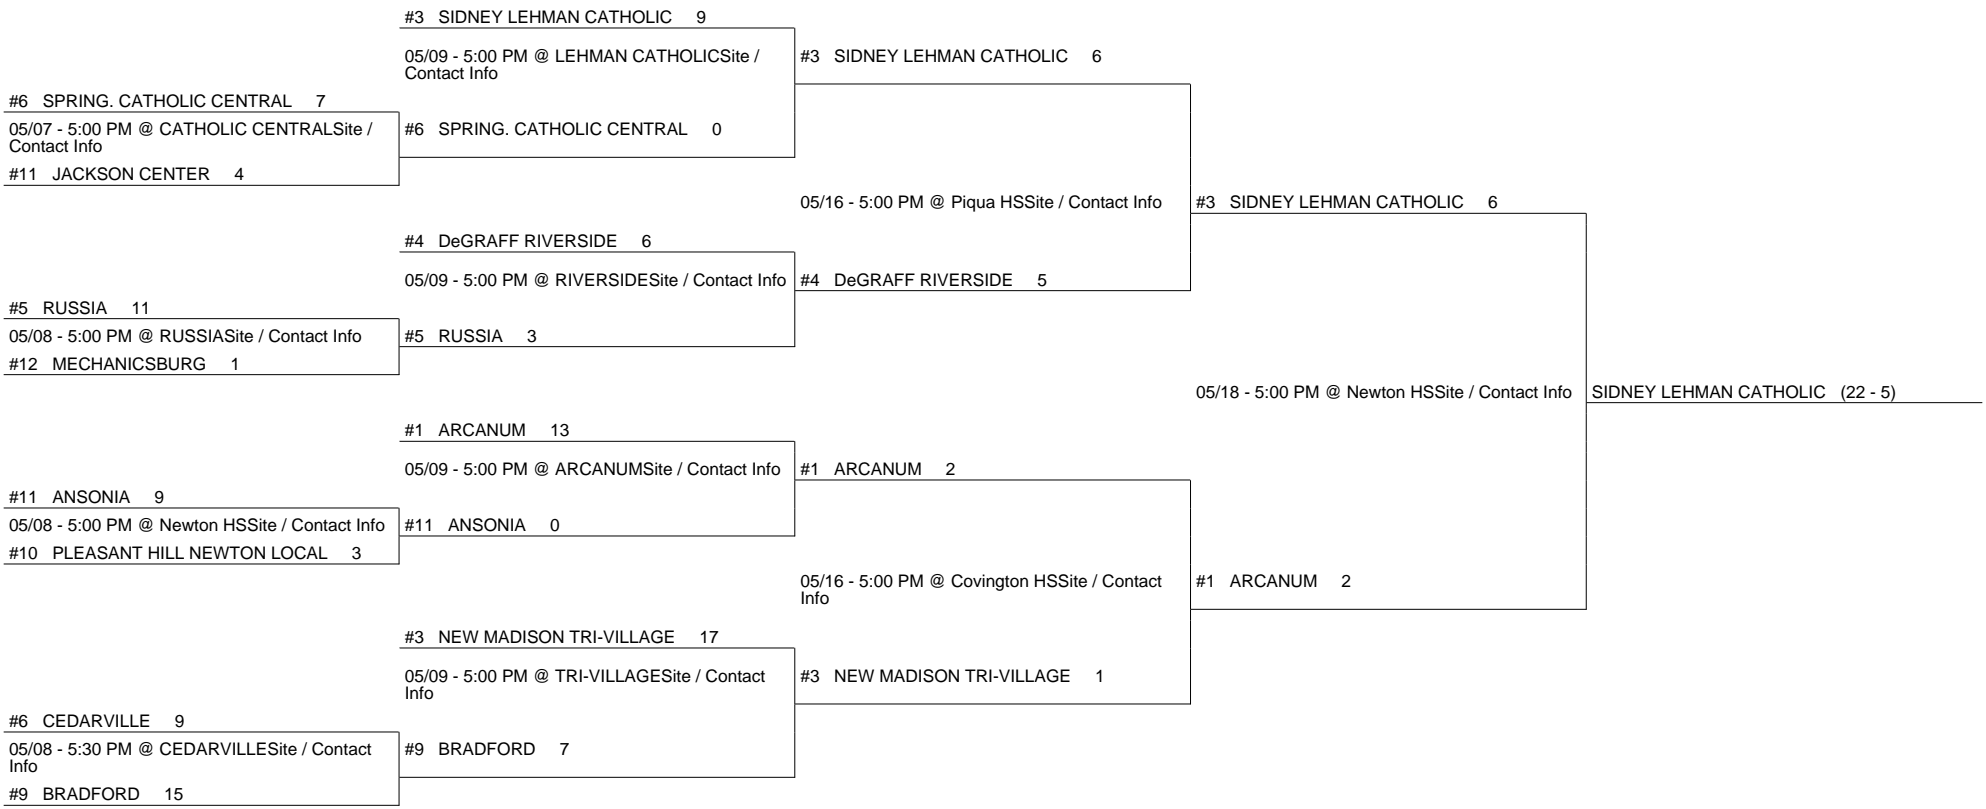 #3 SIDNEY LEHMAN CATHOLIC 9
05/09 - 5:00 PM @ LEHMAN CATHOLICSite /
Contact Info
#3 SIDNEY LEHMAN CATHOLIC 6
#6 SPRING. CATHOLIC CENTRAL 7
05/07 - 5:00 PM @ CATHOLIC CENTRALSite /
Contact Info
#6 SPRING. CATHOLIC CENTRAL 0
#11 JACKSON CENTER 4
05/16 - 5:00 PM @ Piqua HSSite / Contact Info
#3 SIDNEY LEHMAN CATHOLIC 6
#4 DeGRAFF RIVERSIDE 6
05/09 - 5:00 PM @ RIVERSIDESite / Contact Info
#4 DeGRAFF RIVERSIDE 5
#5 RUSSIA 11
05/08 - 5:00 PM @ RUSSIASite / Contact Info
#5 RUSSIA 3
#12 MECHANICSBURG 1
05/18 - 5:00 PM @ Newton HSSite / Contact Info
SIDNEY LEHMAN CATHOLIC (22 - 5)
#1 ARCANUM 13
05/09 - 5:00 PM @ ARCANUMSite / Contact Info
#1 ARCANUM 2
#11 ANSONIA 9
05/08 - 5:00 PM @ Newton HSSite / Contact Info
#11 ANSONIA 0
#10 PLEASANT HILL NEWTON LOCAL 3
05/16 - 5:00 PM @ Covington HSSite / Contact
Info
#1 ARCANUM 2
#3 NEW MADISON TRI-VILLAGE 17
05/09 - 5:00 PM @ TRI-VILLAGESite / Contact
Info
#3 NEW MADISON TRI-VILLAGE 1
#6 CEDARVILLE 9
05/08 - 5:30 PM @ CEDARVILLESite / Contact
Info
#9 BRADFORD 7
#9 BRADFORD 15